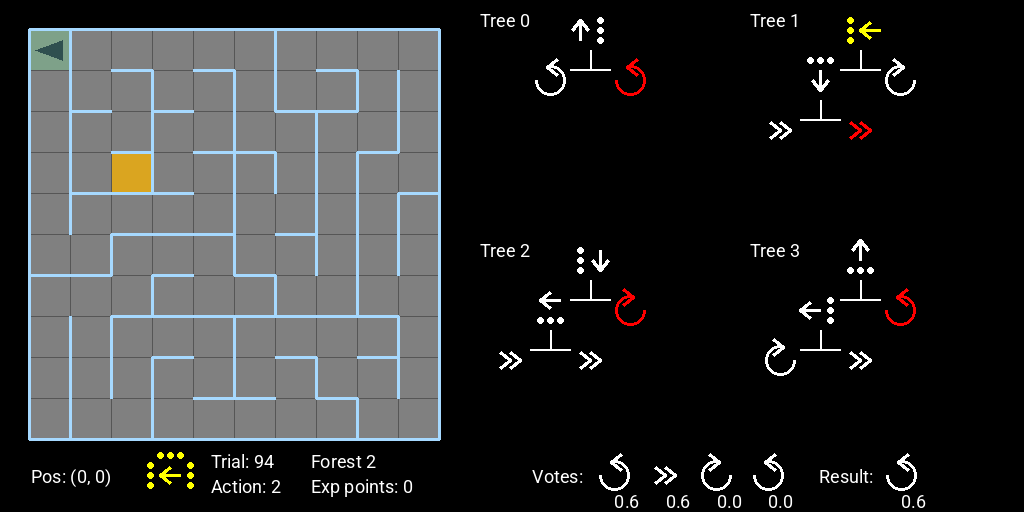 Tree 0
Tree 1
Tree 2
Tree 3
Pos: (0, 0)
Trial: 94
Forest 2
Action: 2
Exp points: 0
Votes:
0.6
0.6
0.0
0.0
Result:
0.6